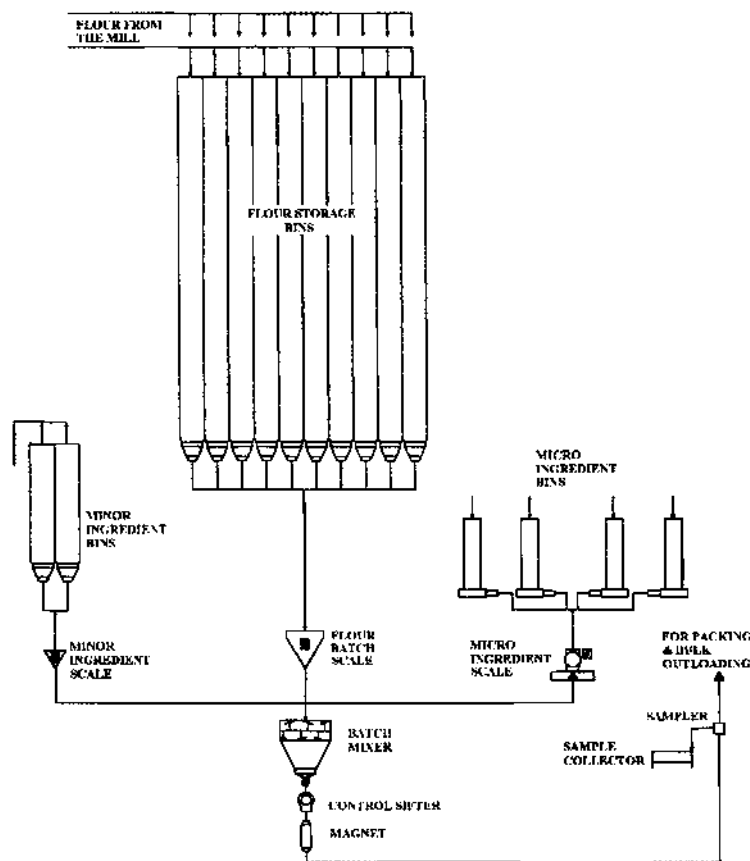 FLOUR FROM
THE MILL
FLOUR STORAGE
BINS
MICRO
INGREDIENT
BINS
MINOR
INGREDIENT
BINS
MINOR
INGREDIENT
SCALE
FLOUR
BATCH
SCALE
MICRO
INGREDIENT
SCALE
FOR PACKING
& BULK
OUTLOADING
BATCH
MIXER
SAMPLER
SAMPLE
COLLECTOR
CONTROL SIFTER
MAGNET